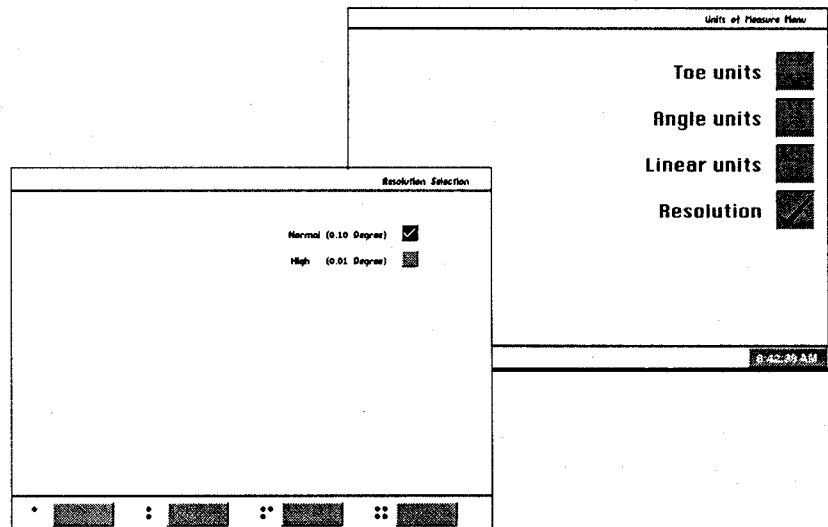 Units of Measure Menu
Toe units
Angle units
Linear units
Resolution
8:42:39 AM
Resolution Selection
Normal (0.10 Degree)
High (0.01 Degree)